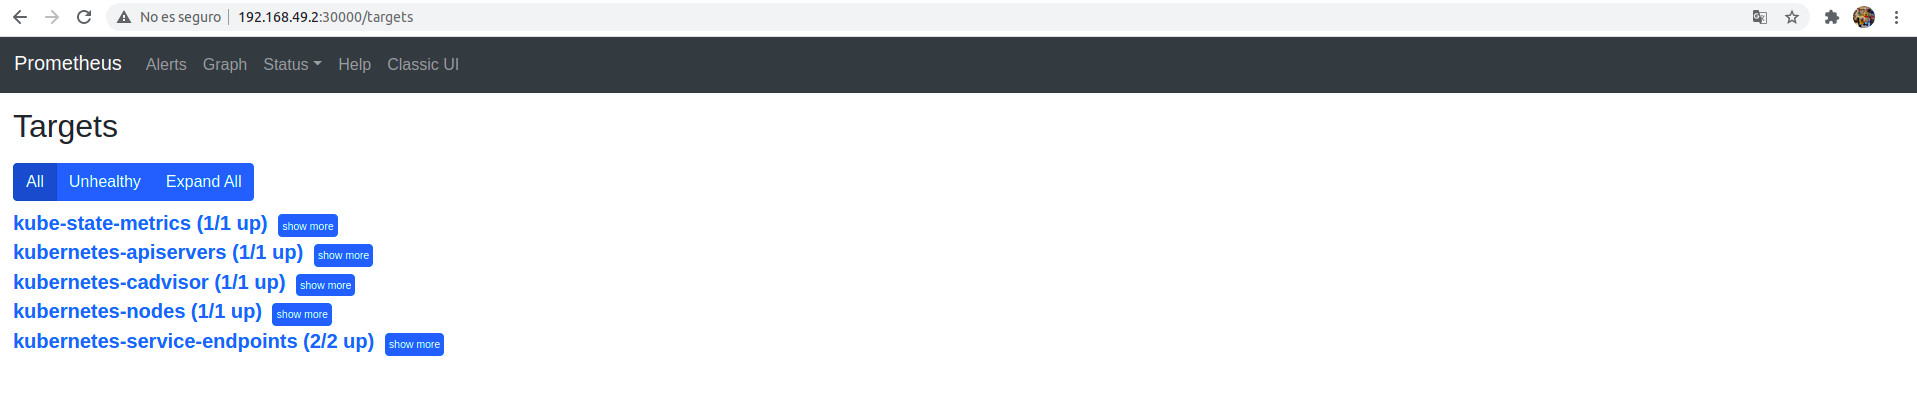 No es seguro 192.168.49.2:30000/targets
Prometheus Alerts Graph Status Help Classic UI
Targets
All Unhealthy Expand All
kube-state-metrics (1/1 up) show more
kubernetes-apiservers (1/1 up) show more
kubernetes-cadvisor (1/1 up) show more
kubernetes-nodes (1/1 up) show more
kubernetes-service-endpoints (2/2 up) show more